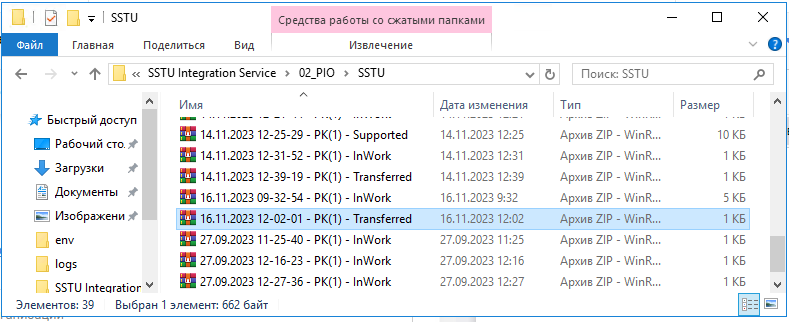 SSTU
Средства работы со сжатыми папками
Файл Главная Поделиться Вид Извлечение
SSTU Integration Service 02_PIO SSTU
Поиск: SSTU
Имя Дата изменения Тип Размер
Быстрый доступ
Рабочий сто.
Загрузки
Документы
Изображени
env
logs
SSTU Integration
14.11.2023 12-25-29 - РК(1) - Supported 14.11.2023 12:25 Архив ZIP - WinR... 10 КБ
14.11.2023 12-31-52 - РК(1) - InWork 14.11.2023 12:31 Архив ZIP - WinR... 1 КБ
14.11.2023 12-39-19 - РК(1) - Transferred 14.11.2023 12:39 Архив ZIP - WinR... 1 КБ
16.11.2023 09-32-54 - РК(1) - InWork 16.11.2023 9:32 Архив ZIP - WinR... 5 КБ
16.11.2023 12-02-01 - РК(1) - Transferred 16.11.2023 12:02 Архив ZIP - WinR... 1 КБ
27.09.2023 11-25-40 - РК(1) - InWork 27.09.2023 11:25 Архив ZIP - WinR... 1 КБ
27.09.2023 12-16-23 - РК(1) - InWork 27.09.2023 12:16 Архив ZIP - WinR... 1 КБ
27.09.2023 12-27-36 - РК(1) - InWork 27.09.2023 12:27 Архив ZIP - WinR... 1 КБ
Элементов: 39 Выбран 1 элемент: 662 байт